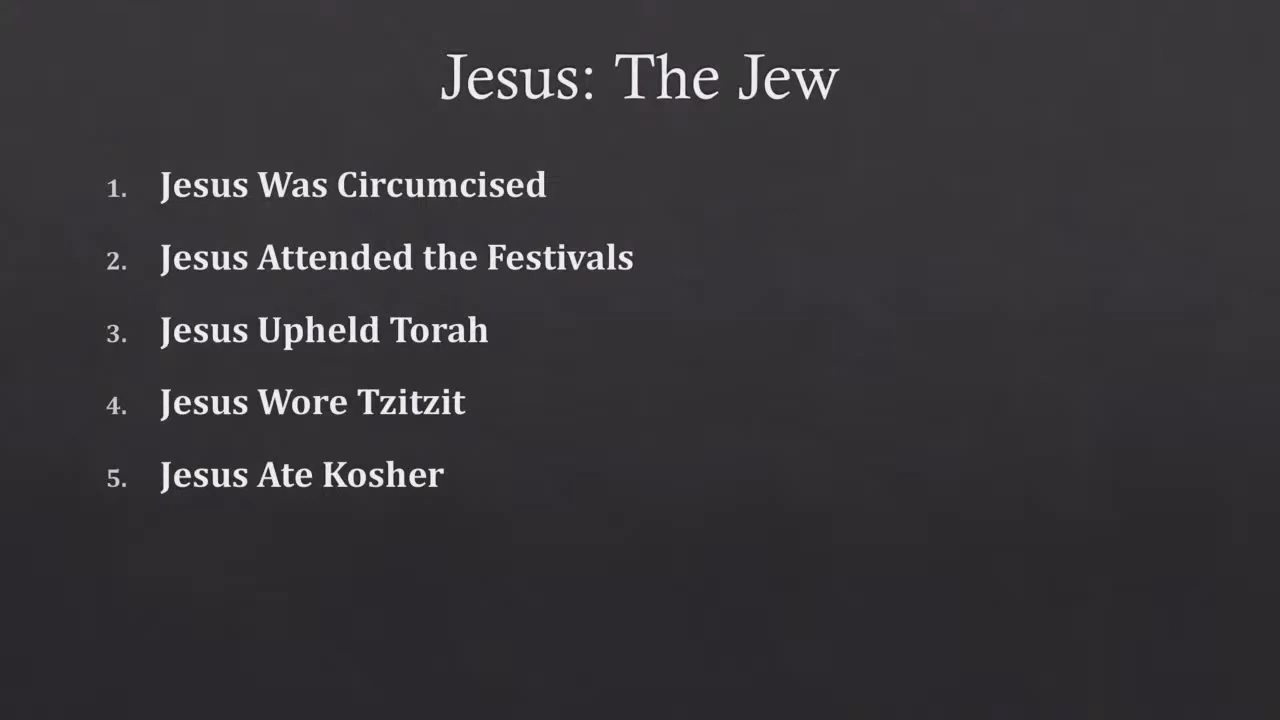 Jesus: The Jew
1. Jesus Was Circumcised
2. Jesus Attended the Festivals
3. Jesus Upheld Torah
4. Jesus Wore Tzitzit
5. Jesus Ate Kosher